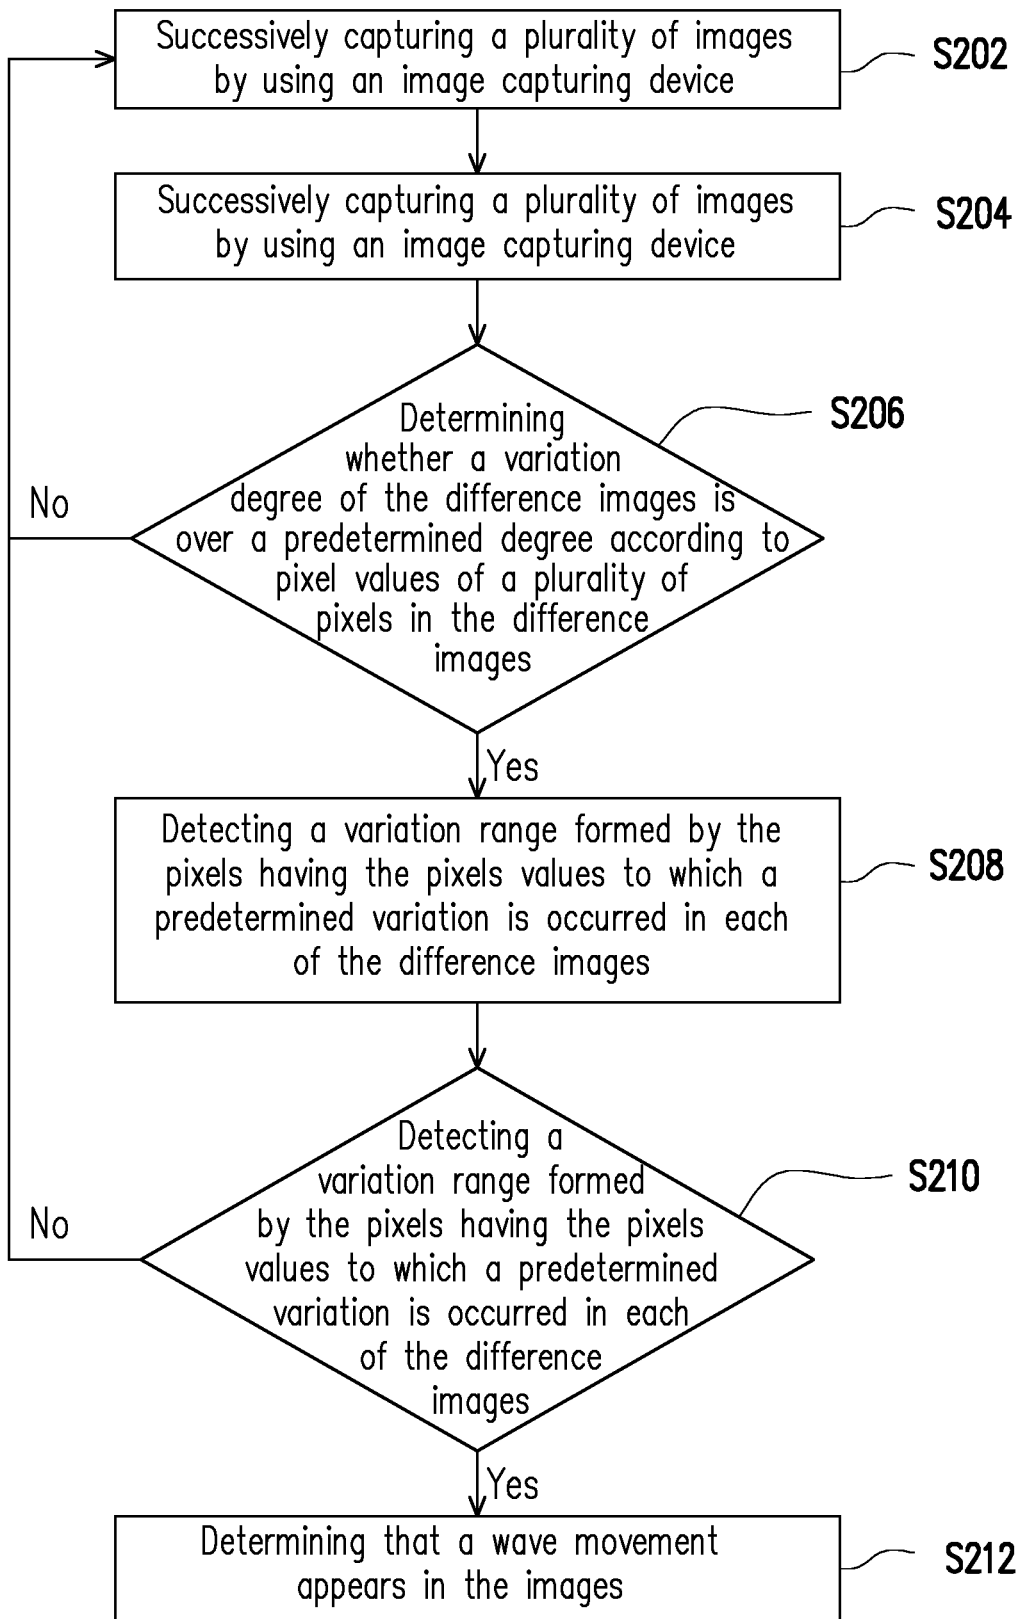 Successively capturing a plurality of images
by using an image capturing device
S202
Successively capturing a plurality of images
by using an image capturing device
S204
Determining
whether a variation
degree of the difference images is
over a predetermined degree according to
pixel values of a plurality of
pixels in the difference
images
S206
No
Yes
Detecting a variation range formed by the
pixels having the pixels values to which a
predetermined variation is occurred in each
of the difference images
S208
Detecting a
variation range formed
by the pixels having the pixels
values to which a predetermined
variation is occurred in each
of the difference
images
S210
No
Yes
Determining that a wave movement
appears in the images
S212